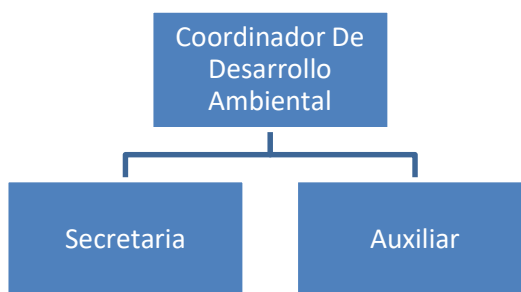 Coordinador De
Desarrollo
Ambiental
Secretaria
Auxiliar